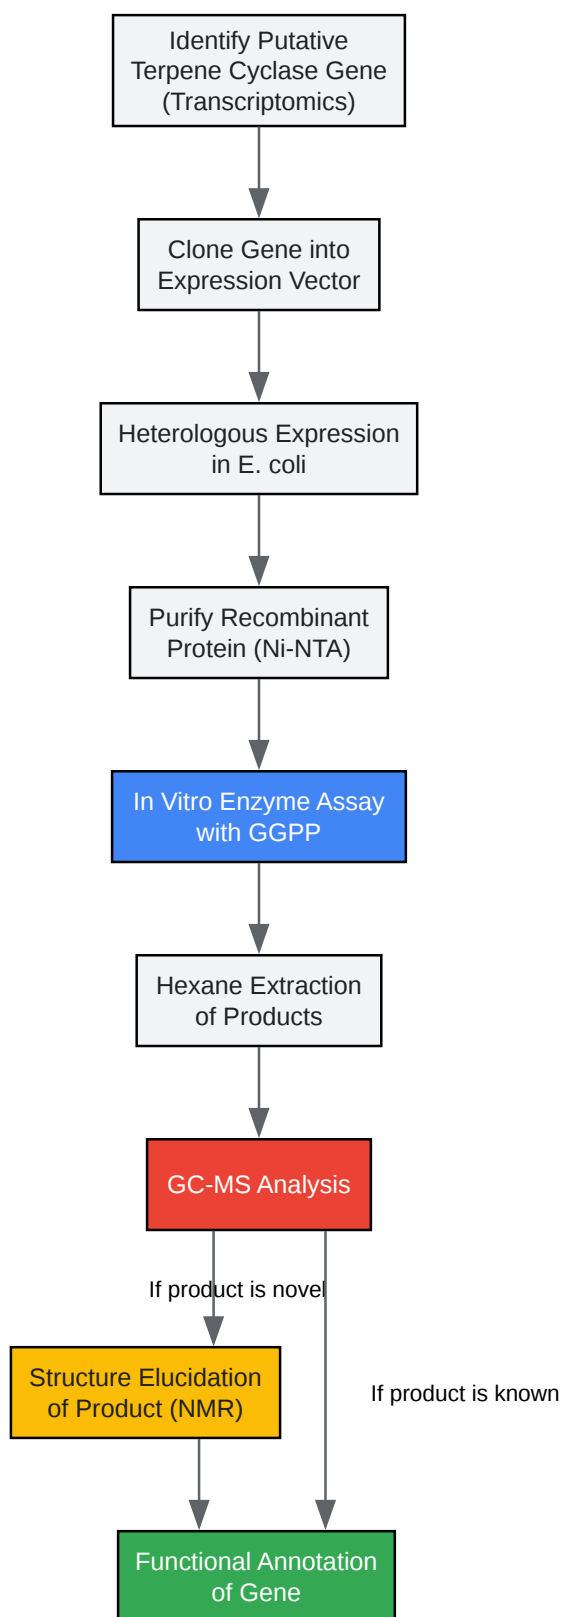 Identify Putative
Terpene Cyclase Gene
(Transcriptomics)
Clone Gene into
Expression Vector
Heterologous Expression
in E. coli
Purify Recombinant
Protein (Ni-NTA)
In Vitro Enzyme Assay
with GGPP
Hexane Extraction
of Products
GC-MS Analysis
If product is novel
Structure Elucidation
of Product (NMR)
If product is known
Functional Annotation
of Gene